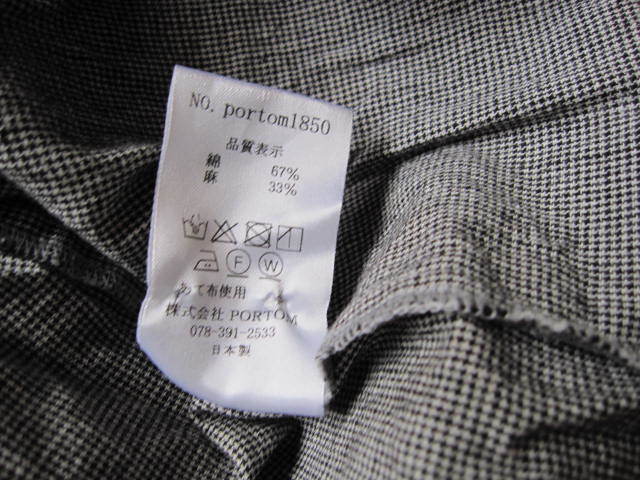 NO. portom1850
品質表示
綿 67%
麻 33%
F W
あて布使用
株式会社 PORTOM
078-391-2533
日本製